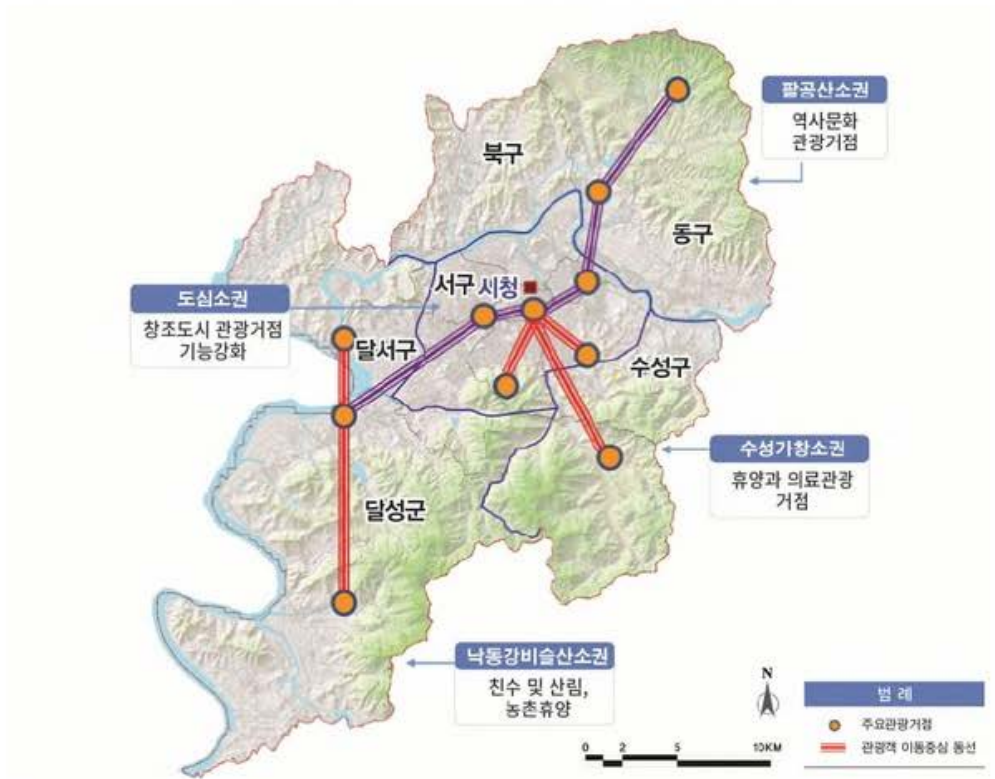 팔공산소권
역사문화
관광거점
북구
동구
서구
시청
도심소권
창조도시 관광거점
기능강화
달서구
수성구
수성가창소권
휴양과 의료관광
거점
달성군
낙동강비슬산소권
친수 및 산림,
농촌휴양
N
범 례
주요관광거점
관광객 이동중심 동선
0 2 5 10KM